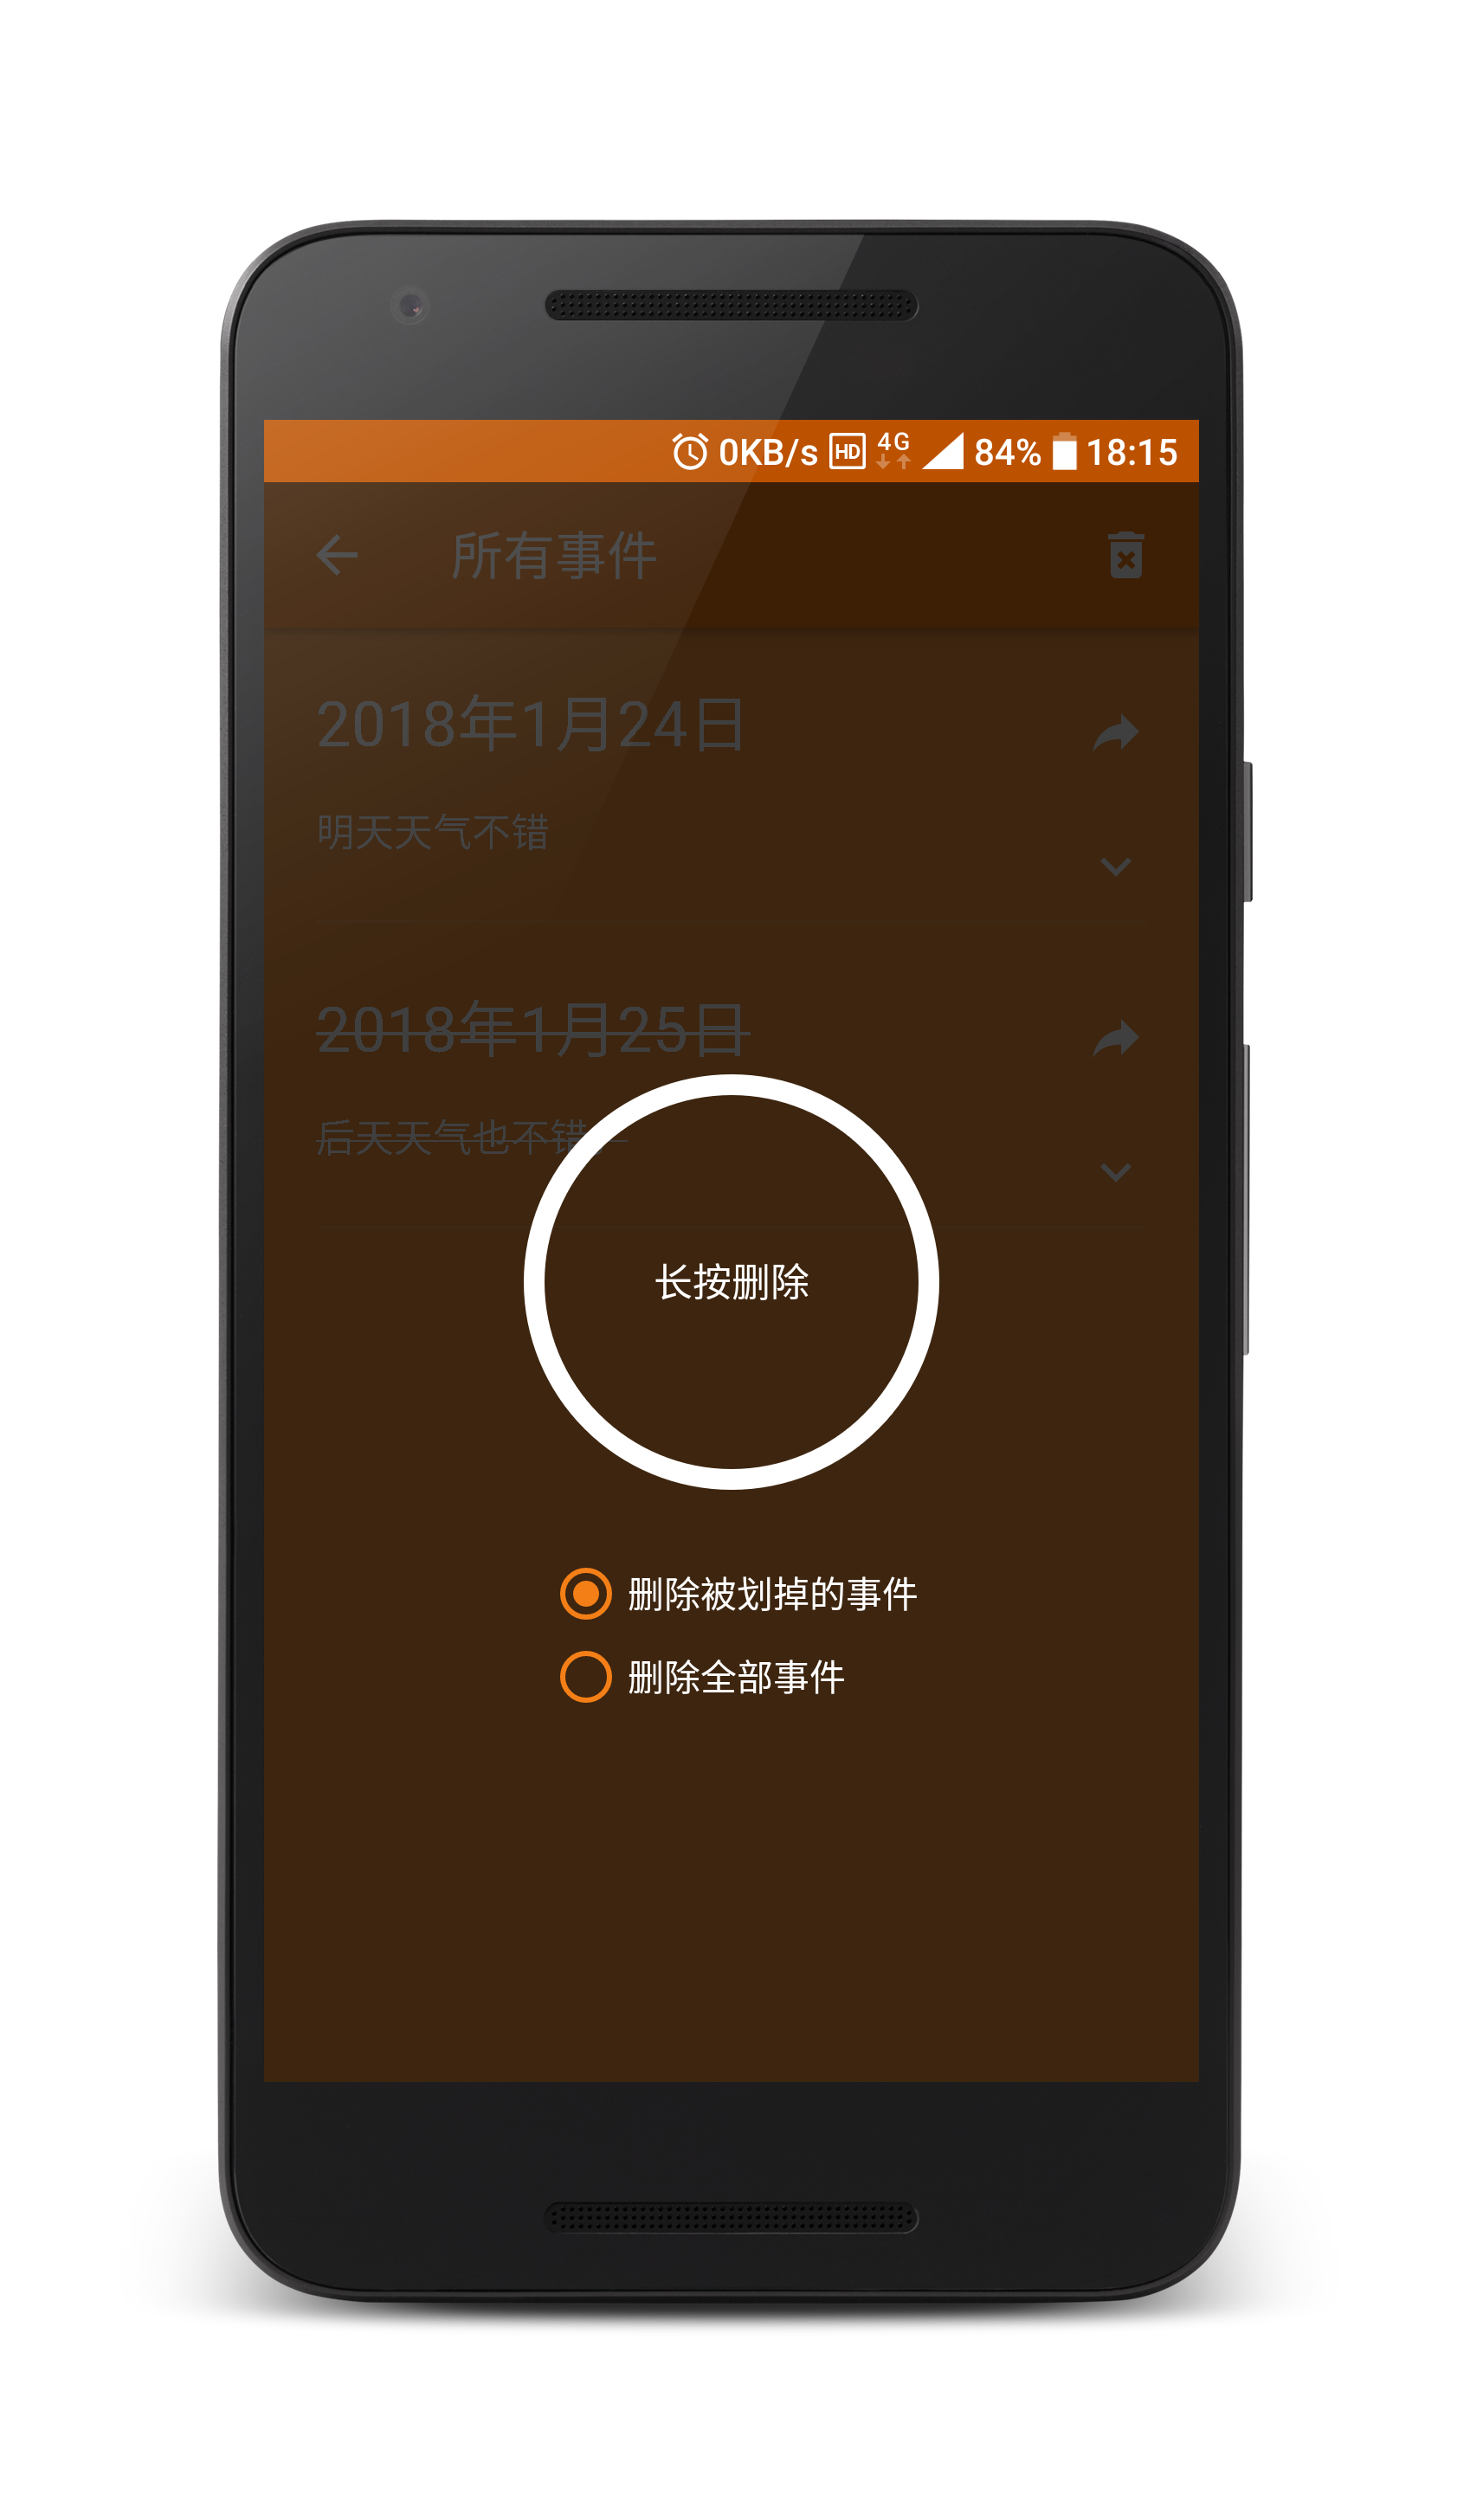 0KB/s HD 4G 84% 18:15
所有事件
2018年1月24日
明天天气不错
2018年1月25日
后天天气也不错
长按删除
删除被划掉的事件
删除全部事件